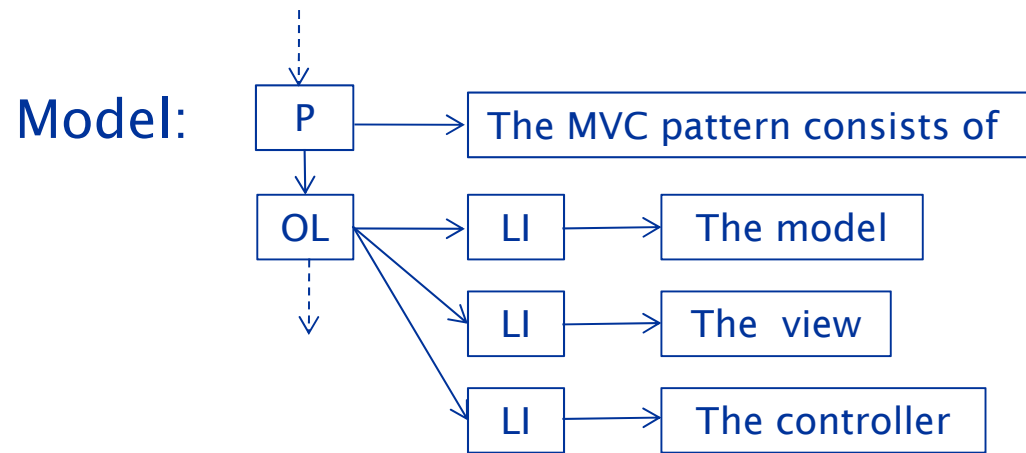 Model:
P
The MVC pattern consists of
OL
LI
The model
LI
The view
LI
The controller